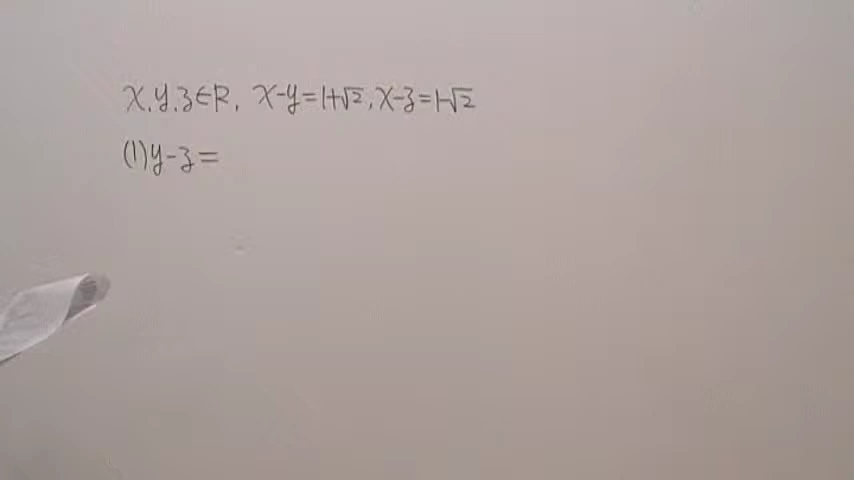 x,y,z∈R, x-y=1+√2, x-z=1-√2
(1) y-z=